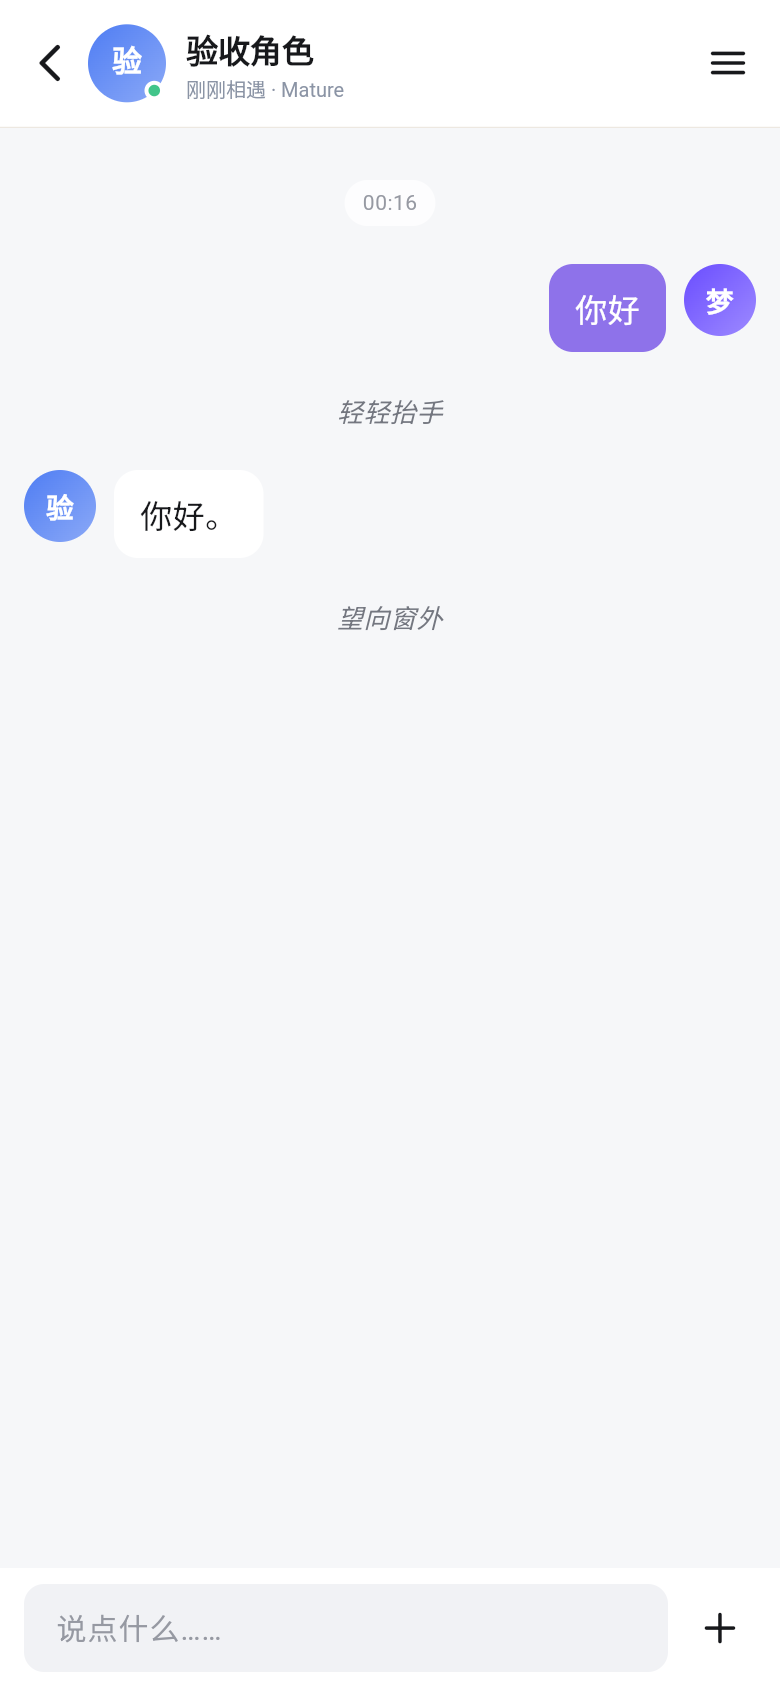 验
验收角色
刚刚相遇 · Mature
00:16
你好
梦
轻轻抬手
验
你好。
望向窗外
说点什么……